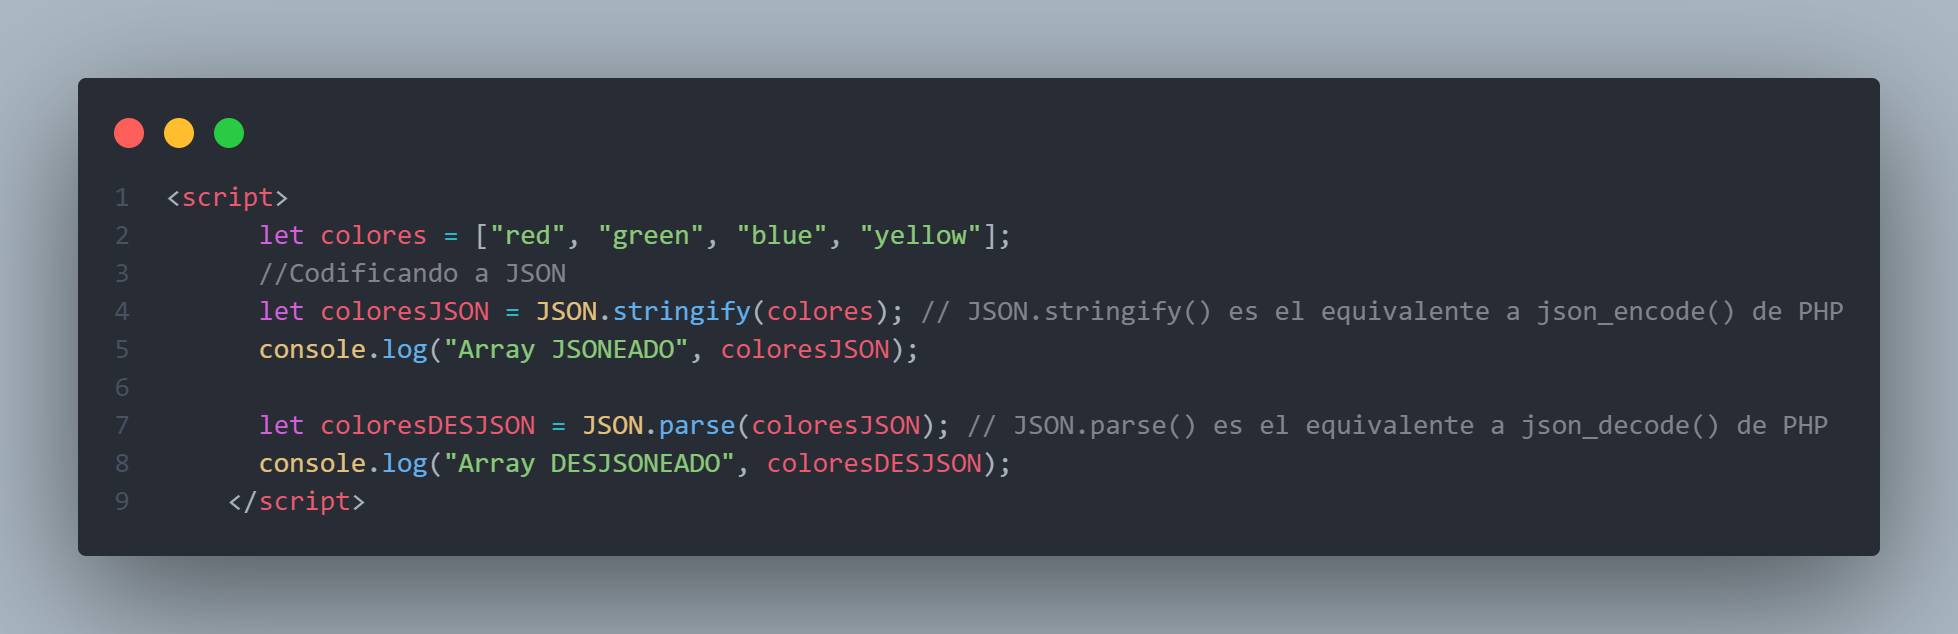 1 <script>
2 let colores = ["red", "green", "blue", "yellow"];
3 //Codificando a JSON
4 let coloresJSON = JSON.stringify(colores); // JSON.stringify() es el equivalente a json_encode() de PHP
5 console.log("Array JSONEADO", coloresJSON);
6
7 let coloresDESJSON = JSON.parse(coloresJSON); // JSON.parse() es el equivalente a json_decode() de PHP
8 console.log("Array DESJSONEADO", coloresDESJSON);
9 </script>